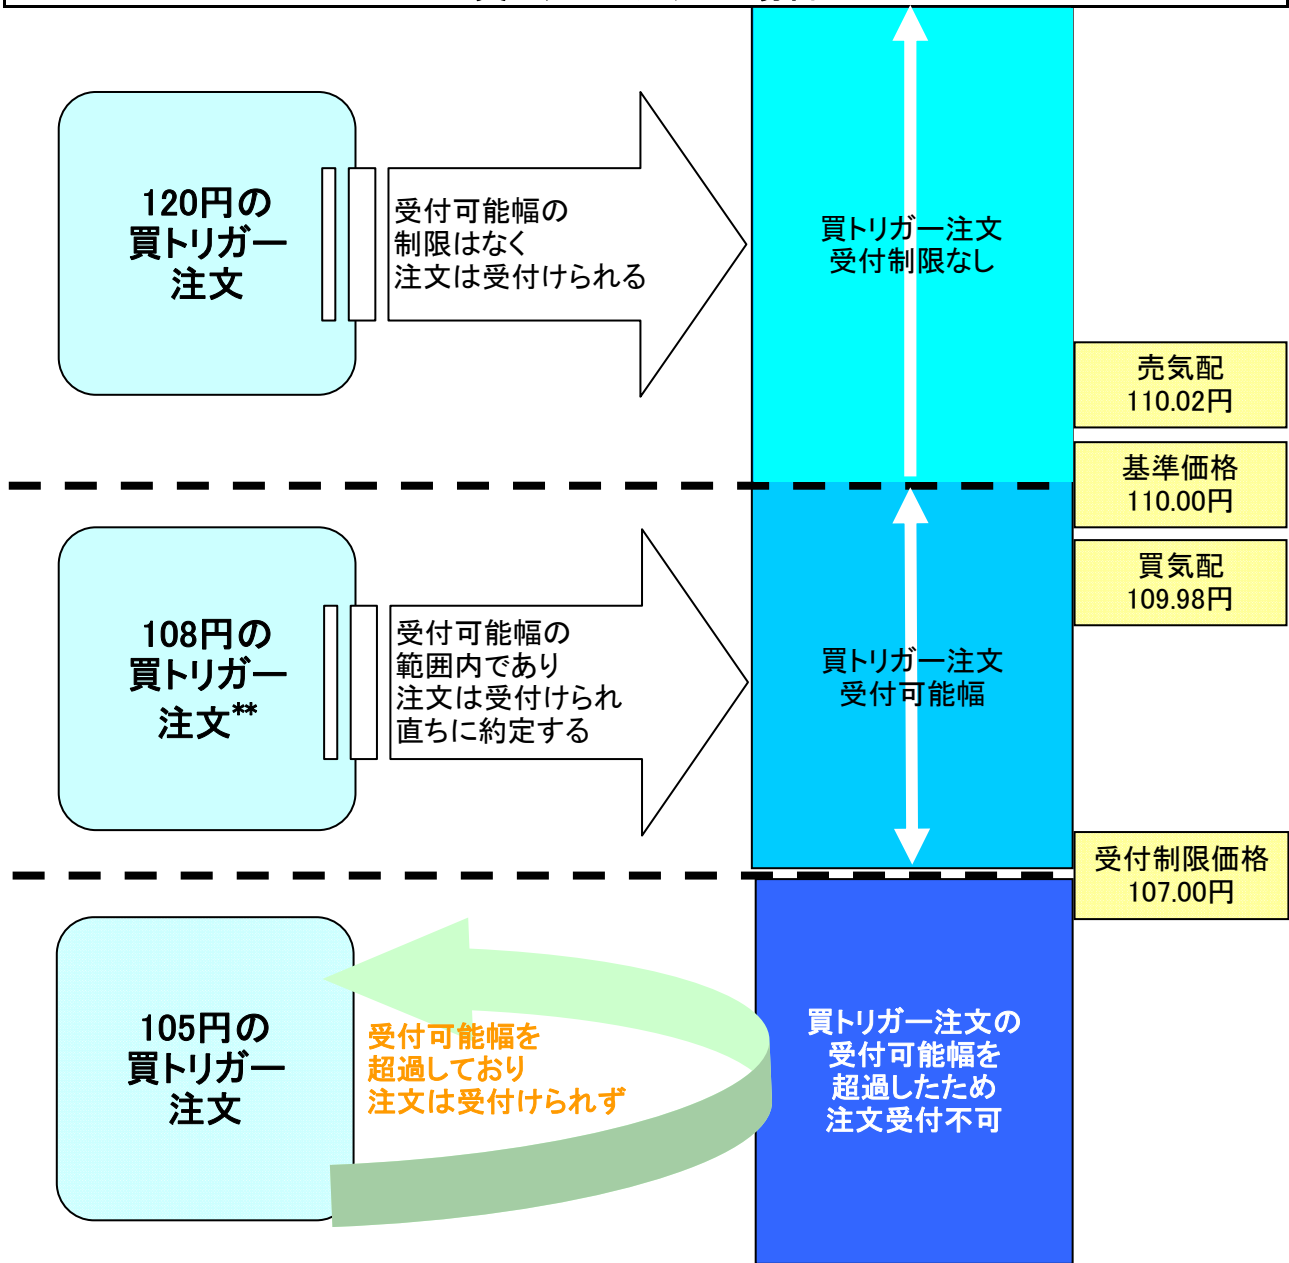 120円の
買トリガー
注文
受付可能幅の
制限はなく
注文は受付けられる
買トリガー注文
受付制限なし
売気配
110.02円
基準価格
110.00円
買気配
109.98円
108円の
買トリガー
注文**
受付可能幅の
範囲内であり
注文は受付けられ
直ちに約定する
買トリガー注文
受付可能幅
受付制限価格
107.00円
105円の
買トリガー
注文
受付可能幅を
超過しており
注文は受付けられず
買トリガー注文の
受付可能幅を
超過したため
注文受付不可